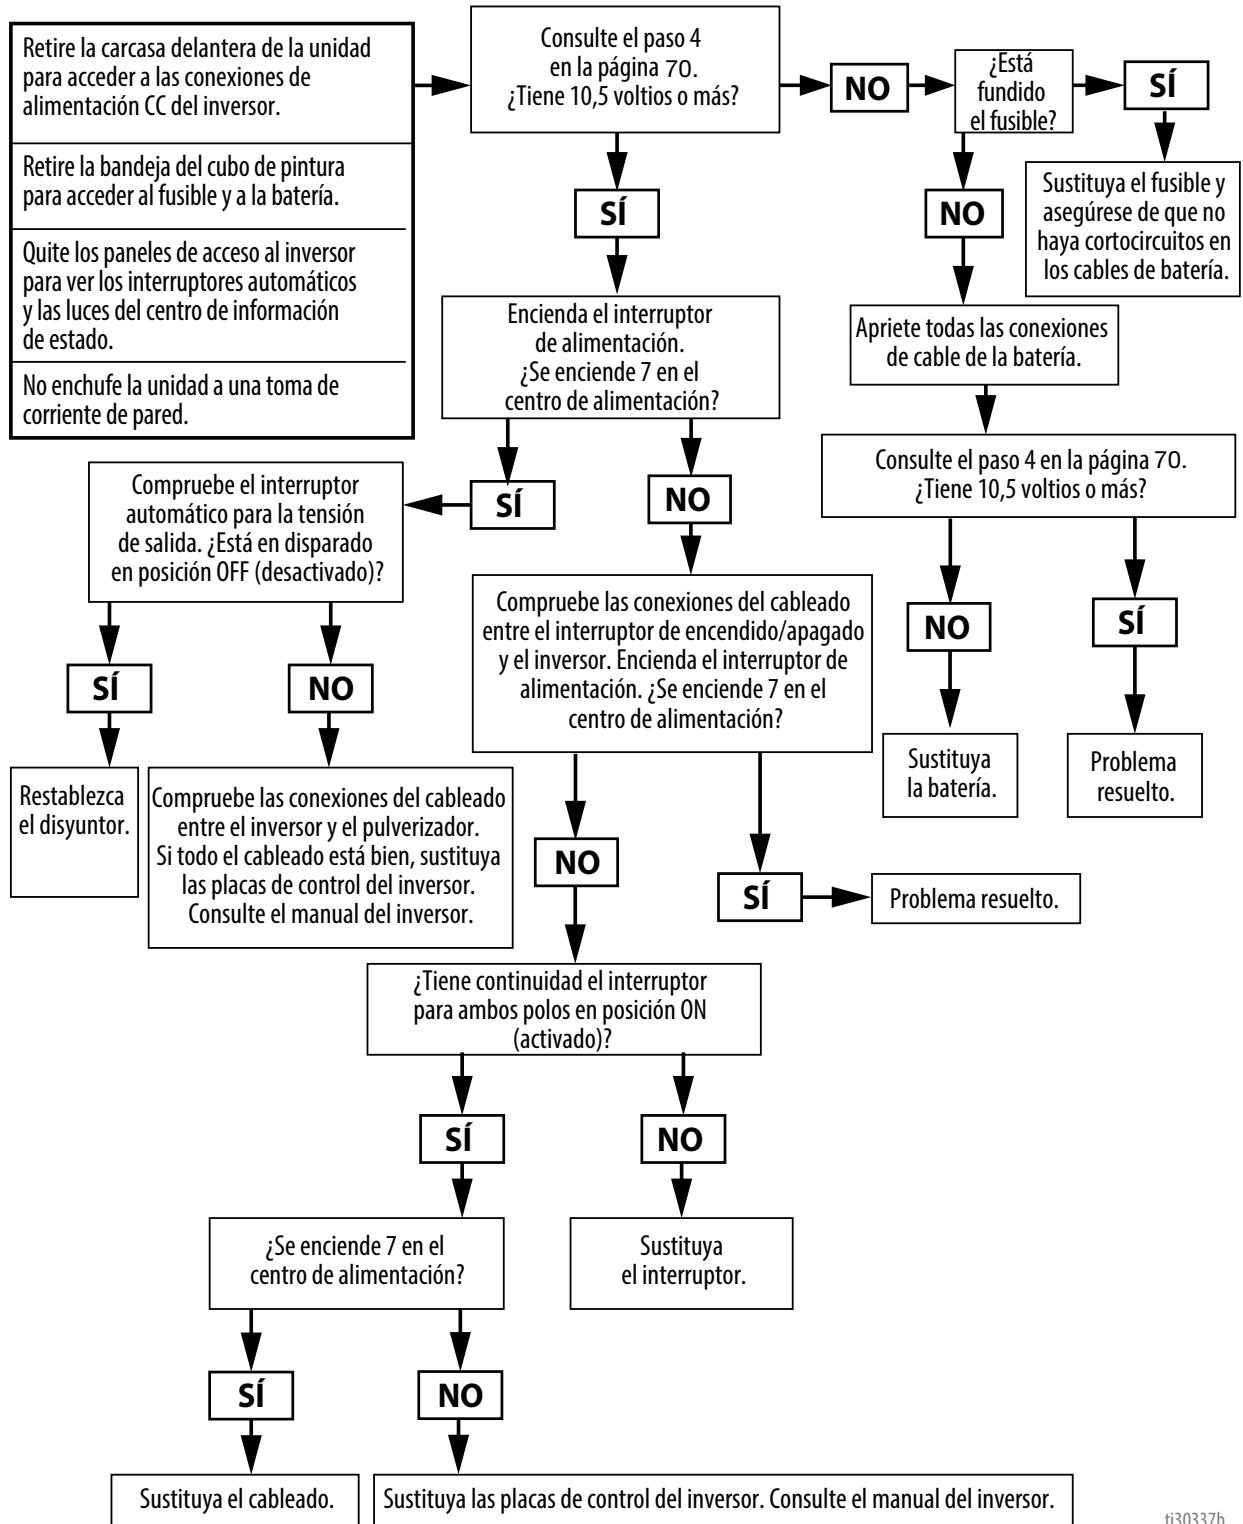 Retire la carcasa delantera de la unidad
para acceder a las conexiones de
alimentación CC del inversor.
Retire la bandeja del cubo de pintura
para acceder al fusible y a la batería.
Quite los paneles de acceso al inversor
para ver los interruptores automáticos
y las luces del centro de información
de estado.
No enchufe la unidad a una toma de
corriente de pared.
Consulte el paso 4
en la página 70.
¿Tiene 10,5 voltios o más?
NO
¿Está
fundido
el fusible?
SÍ
Sustituya el fusible y
asegúrese de que no
haya cortocircuitos en
los cables de batería.
SÍ
NO
Encienda el interruptor
de alimentación.
¿Se enciende 7 en el
centro de alimentación?
Apriete todas las conexiones
de cable de la batería.
Consulte el paso 4 en la página 70.
¿Tiene 10,5 voltios o más?
Compruebe el interruptor
automático para la tensión
de salida. ¿Está en disparado
en posición OFF (desactivado)?
SÍ
NO
Compruebe las conexiones del cableado
entre el interruptor de encendido/apagado
y el inversor. Encienda el interruptor de
alimentación. ¿Se enciende 7 en el
centro de alimentación?
NO
SÍ
SÍ
NO
Sustituya
la batería.
Problema
resuelto.
Restablezca
el disyuntor.
Compruebe las conexiones del cableado
entre el inversor y el pulverizador.
Si todo el cableado está bien, sustituya
las placas de control del inversor.
Consulte el manual del inversor.
NO
SÍ
Problema resuelto.
¿Tiene continuidad el interruptor
para ambos polos en posición ON
(activado)?
SÍ
NO
¿Se enciende 7 en el
centro de alimentación?
Sustituya
el interruptor.
SÍ
NO
Sustituya el cableado.
Sustituya las placas de control del inversor. Consulte el manual del inversor.
ti30337b